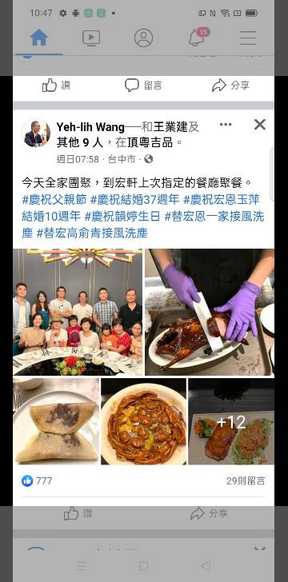 10:47
15
讚 留言 分享
Yeh-lih Wang──和王業建及
其他 9 人，在頂粵吉品。
週日07:58 · 台中市 ·
今天全家團聚，到宏軒上次指定的餐廳聚餐。
#慶祝父親節 #慶祝結婚37週年 #慶祝宏恩玉萍
結婚10週年 #慶祝韻婷生日 #替宏恩一家接風洗
塵 #替宏高俞青接風洗塵
+12
777 29則留言
讚 分享